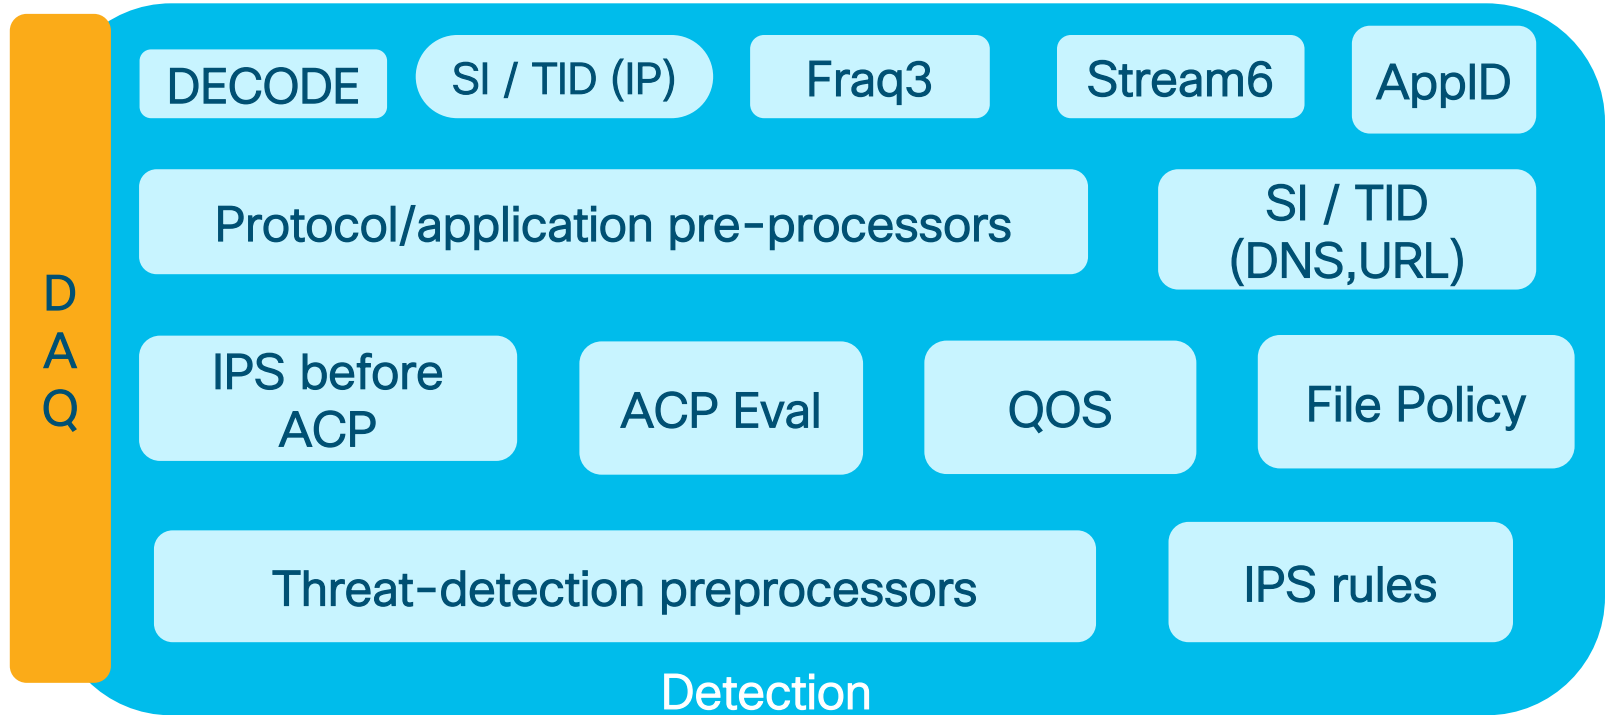 DECODE
SI / TID (IP)
Fraq3
Stream6
AppID
Protocol/application pre-processors
SI / TID
(DNS,URL)
D
A
Q
IPS before
ACP
ACP Eval
QOS
File Policy
Threat-detection preprocessors
IPS rules
Detection